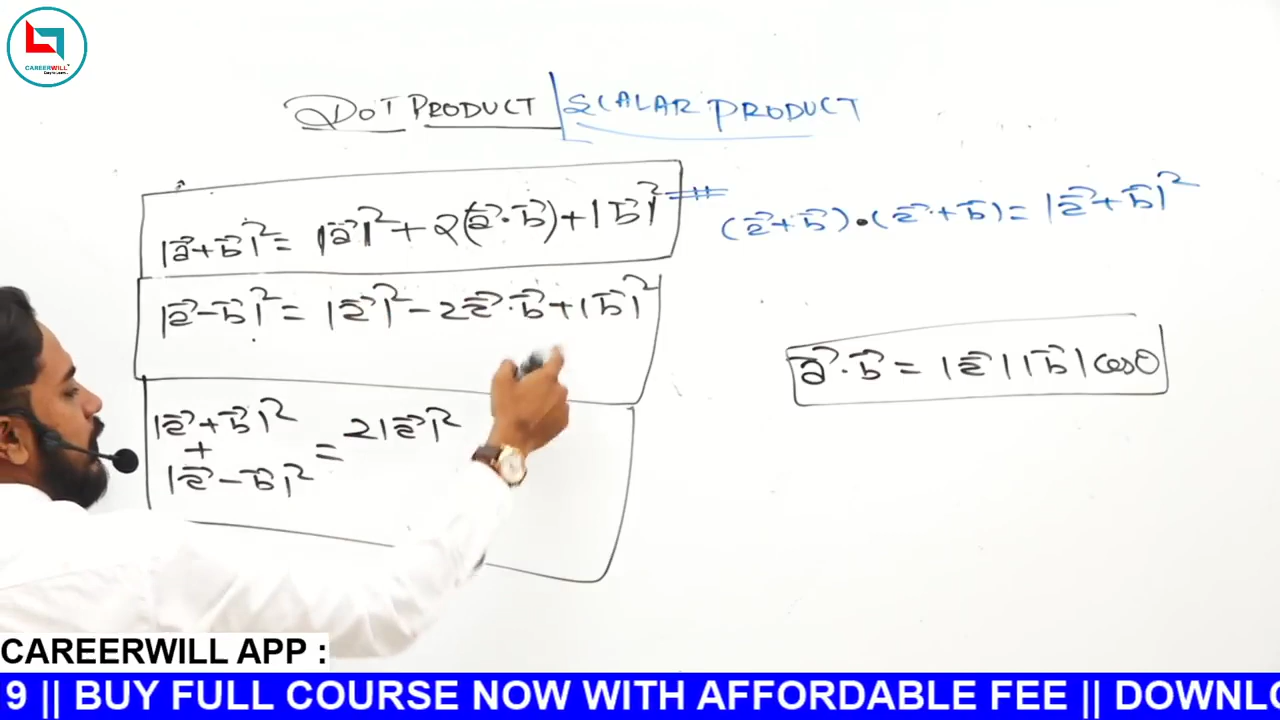 CAREERWILL
DOT PRODUCT | SCALAR PRODUCT
|a⃗+b⃗|² = |a⃗|² + 2(a⃗·b⃗) + |b⃗|²
(a⃗+b⃗)•(a⃗+b⃗) = |a⃗+b⃗|²
|a⃗-b⃗|² = |a⃗|² - 2a⃗·b⃗ + |b⃗|²
a⃗·b⃗ = |a⃗||b⃗|cosθ
|a⃗+b⃗|²
+
|a⃗-b⃗|²
= 2|a⃗|²
CAREERWILL APP :
9 || BUY FULL COURSE NOW WITH AFFORDABLE FEE || DOWNLO